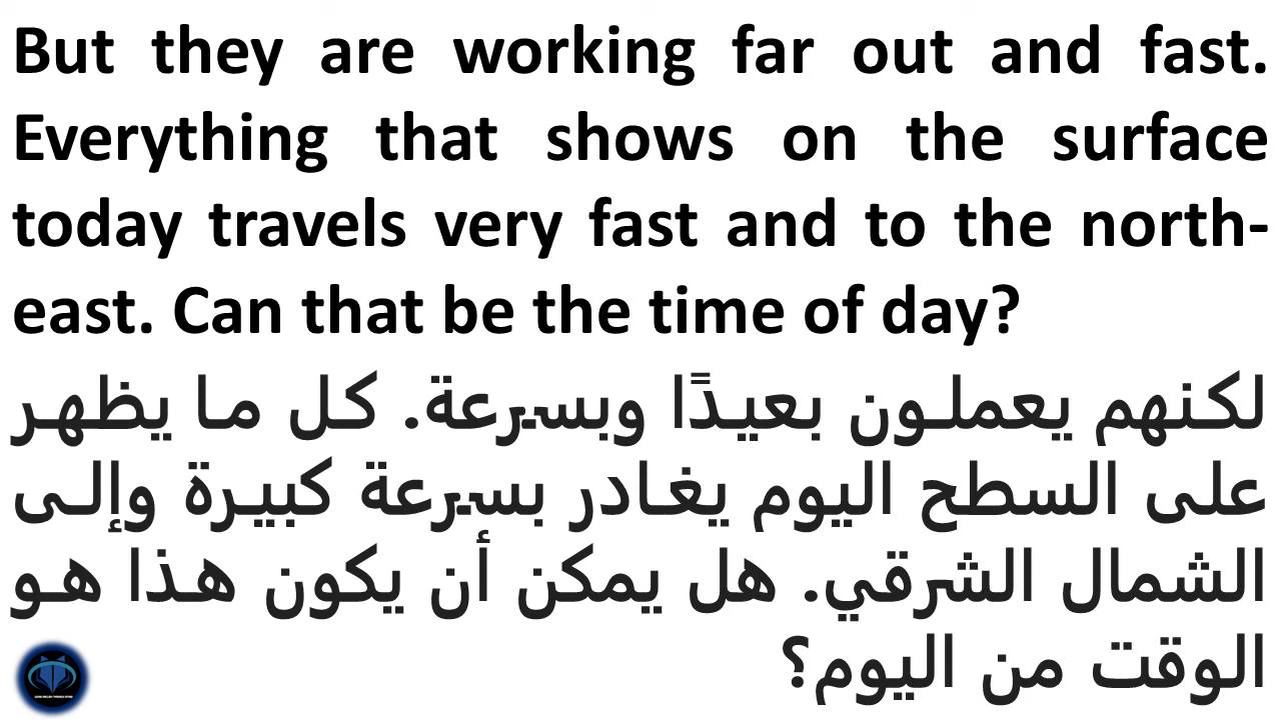 But they are working far out and fast.
Everything that shows on the surface
today travels very fast and to the north-
east. Can that be the time of day?
لكنهم يعملون بعيدًا وبسرعة. كل ما يظهر
على السطح اليوم يغادر بسرعة كبيرة وإلى
الشمال الشرقي. هل يمكن أن يكون هذا هو
الوقت من اليوم؟